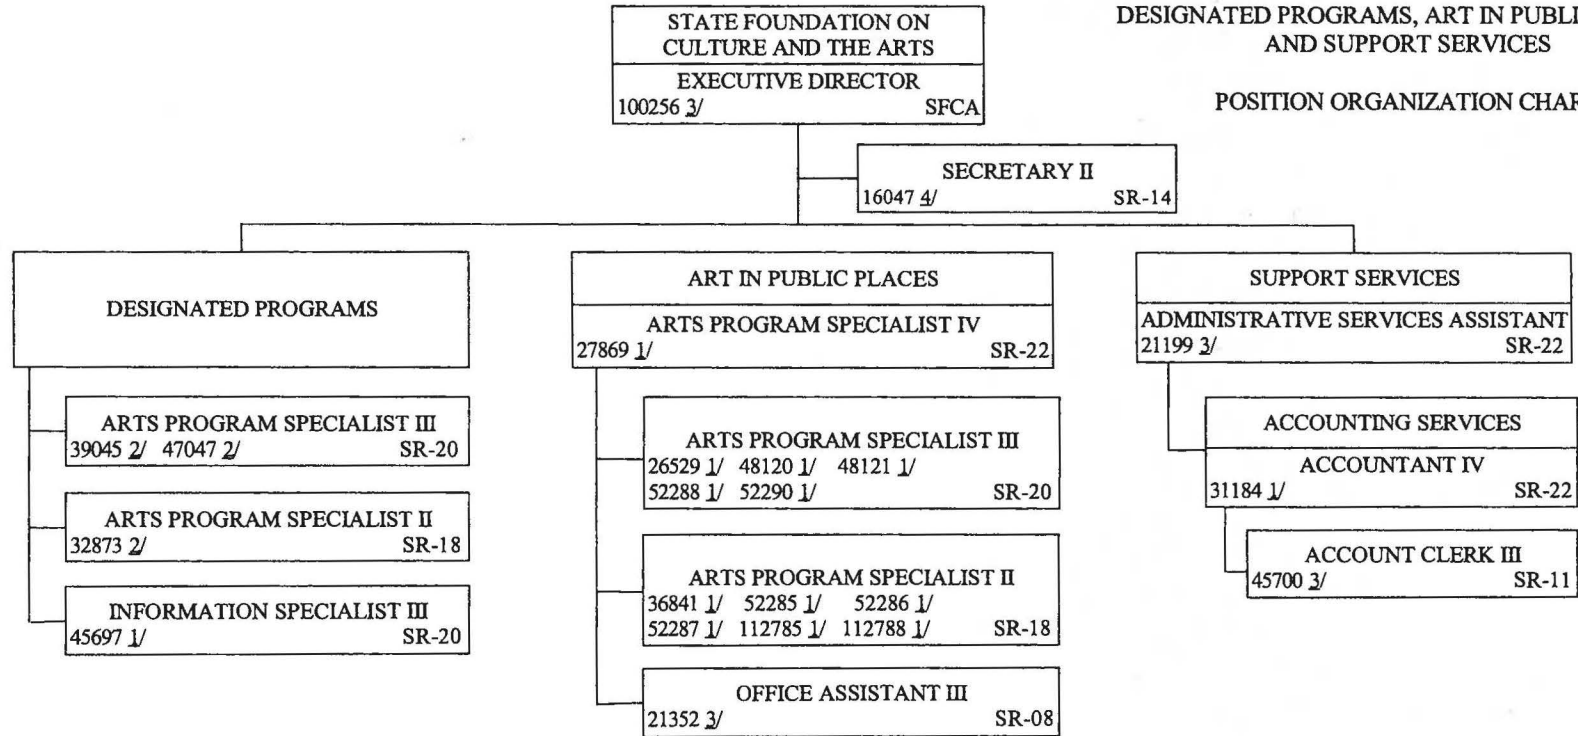 STATE FOUNDATION ON
CULTURE AND THE ARTS
EXECUTIVE DIRECTOR
100256 3/ SFCA
DESIGNATED PROGRAMS, ART IN PUBLI
AND SUPPORT SERVICES
POSITION ORGANIZATION CHAR
SECRETARY II
16047 4/ SR-14
DESIGNATED PROGRAMS
ARTS PROGRAM SPECIALIST III
39045 2/ 47047 2/ SR-20
ARTS PROGRAM SPECIALIST II
32873 2/ SR-18
INFORMATION SPECIALIST III
45697 1/ SR-20
ART IN PUBLIC PLACES
ARTS PROGRAM SPECIALIST IV
27869 1/ SR-22
ARTS PROGRAM SPECIALIST III
26529 1/ 48120 1/ 48121 1/
52288 1/ 52290 1/ SR-20
ARTS PROGRAM SPECIALIST II
36841 1/ 52285 1/ 52286 1/
52287 1/ 112785 1/ 112788 1/ SR-18
OFFICE ASSISTANT III
21352 3/ SR-08
SUPPORT SERVICES
ADMINISTRATIVE SERVICES ASSISTANT
21199 3/ SR-22
ACCOUNTING SERVICES
ACCOUNTANT IV
31184 1/ SR-22
ACCOUNT CLERK III
45700 3/ SR-11